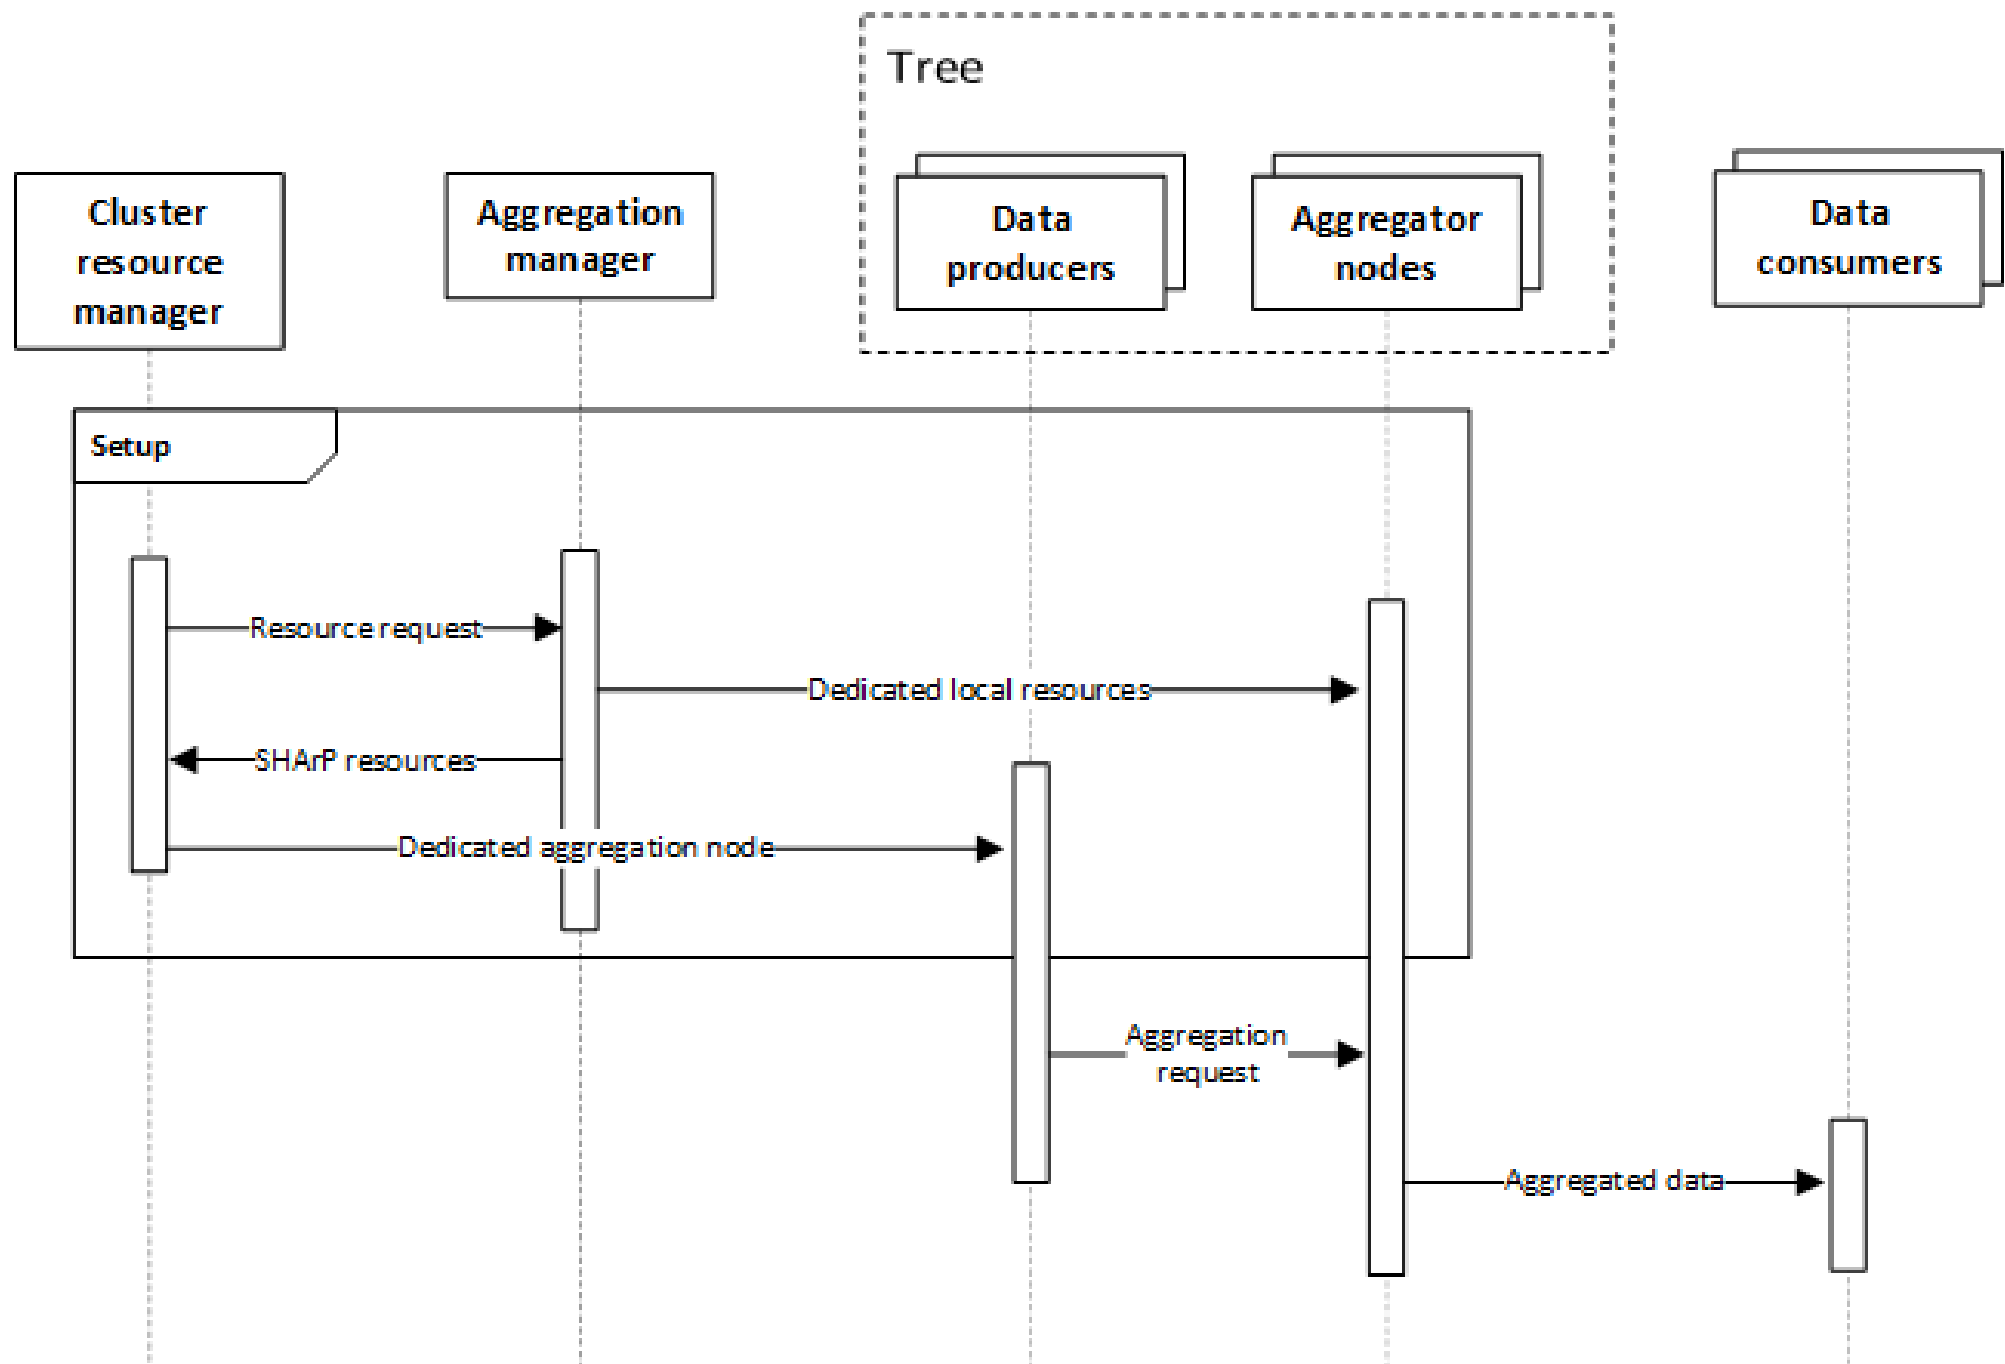 Tree
Cluster
resource
manager
Aggregation
manager
Data
producers
Aggregator
nodes
Data
consumers
Setup
Resource request
Dedicated local resources
SHArP resources
Dedicated aggregation node
Aggregation
request
Aggregated data